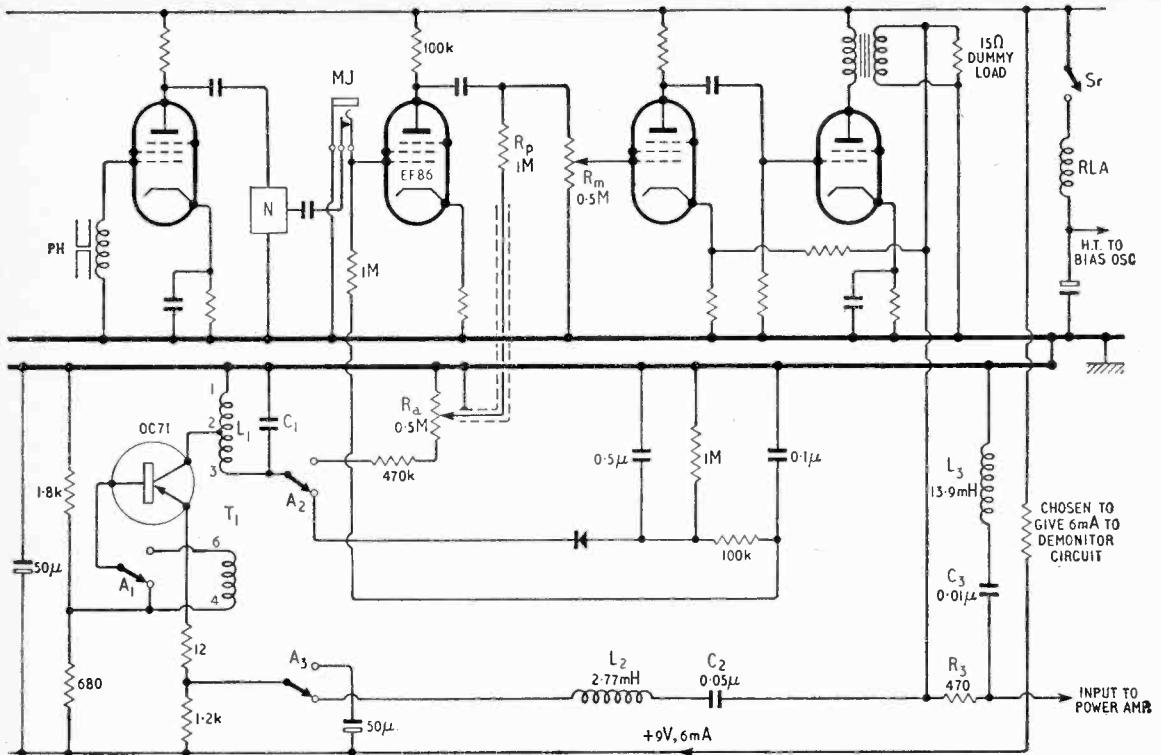 100k
MJ
15Ω
DUMMY
LOAD
Sr
Rp
1M
EF86
Rm
0·5M
RLA
N
PH
1M
H.T. TO
BIAS OSC
OC71
1
2
L1
3
C1
Ra
0·5M
1·8k
A2
470k
0·5μ
1M
0·1μ
L3
13·9mH
T1
6
4
A1
100k
CHOSEN TO
GIVE 6mA TO
DEMONITOR
CIRCUIT
50μ
C3
0·01μ
12
680
A3
L2
2·77mH
C2
0·05μ
R3
470
INPUT TO
POWER AMP.
1·2k
50μ
+9V, 6mA